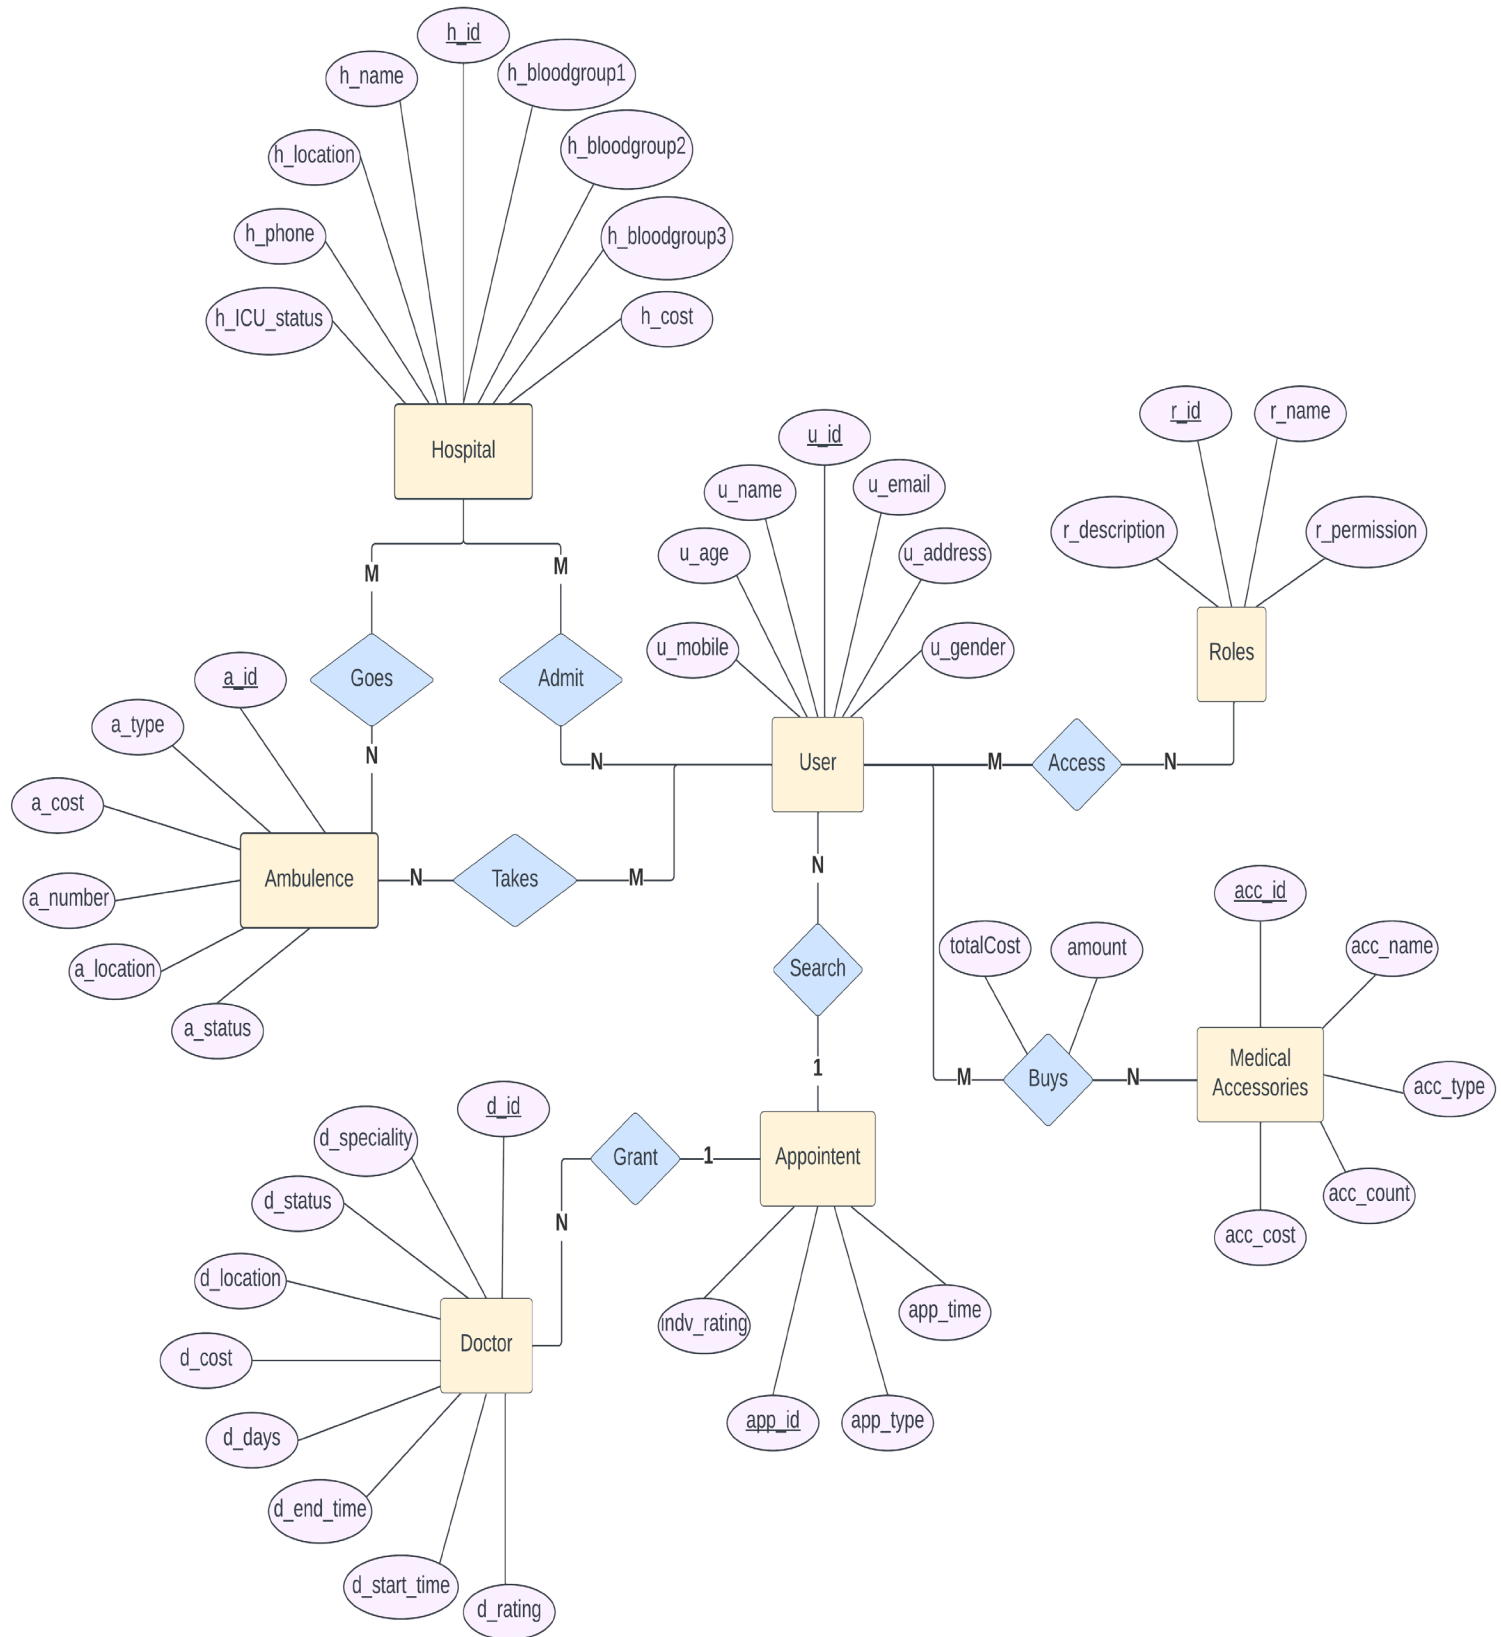 h_id
h_name
h_bloodgroup1
h_location
h_bloodgroup2
h_phone
h_bloodgroup3
h_ICU_status
h_cost
Hospital
M
M
Goes
Admit
N
N
u_id
u_name
u_email
u_age
u_address
u_mobile
u_gender
User
r_id
r_name
r_description
r_permission
Roles
M
Access
N
a_id
a_type
a_cost
a_number
a_location
a_status
Ambulence
N
Takes
M
N
Search
1
totalCost
amount
M
Buys
N
acc_id
acc_name
Medical
Accessories
acc_type
acc_count
acc_cost
d_id
d_speciality
d_status
d_location
d_cost
d_days
d_end_time
d_start_time
d_rating
Doctor
N
Grant
1
Appointent
indv_rating
app_time
app_id
app_type